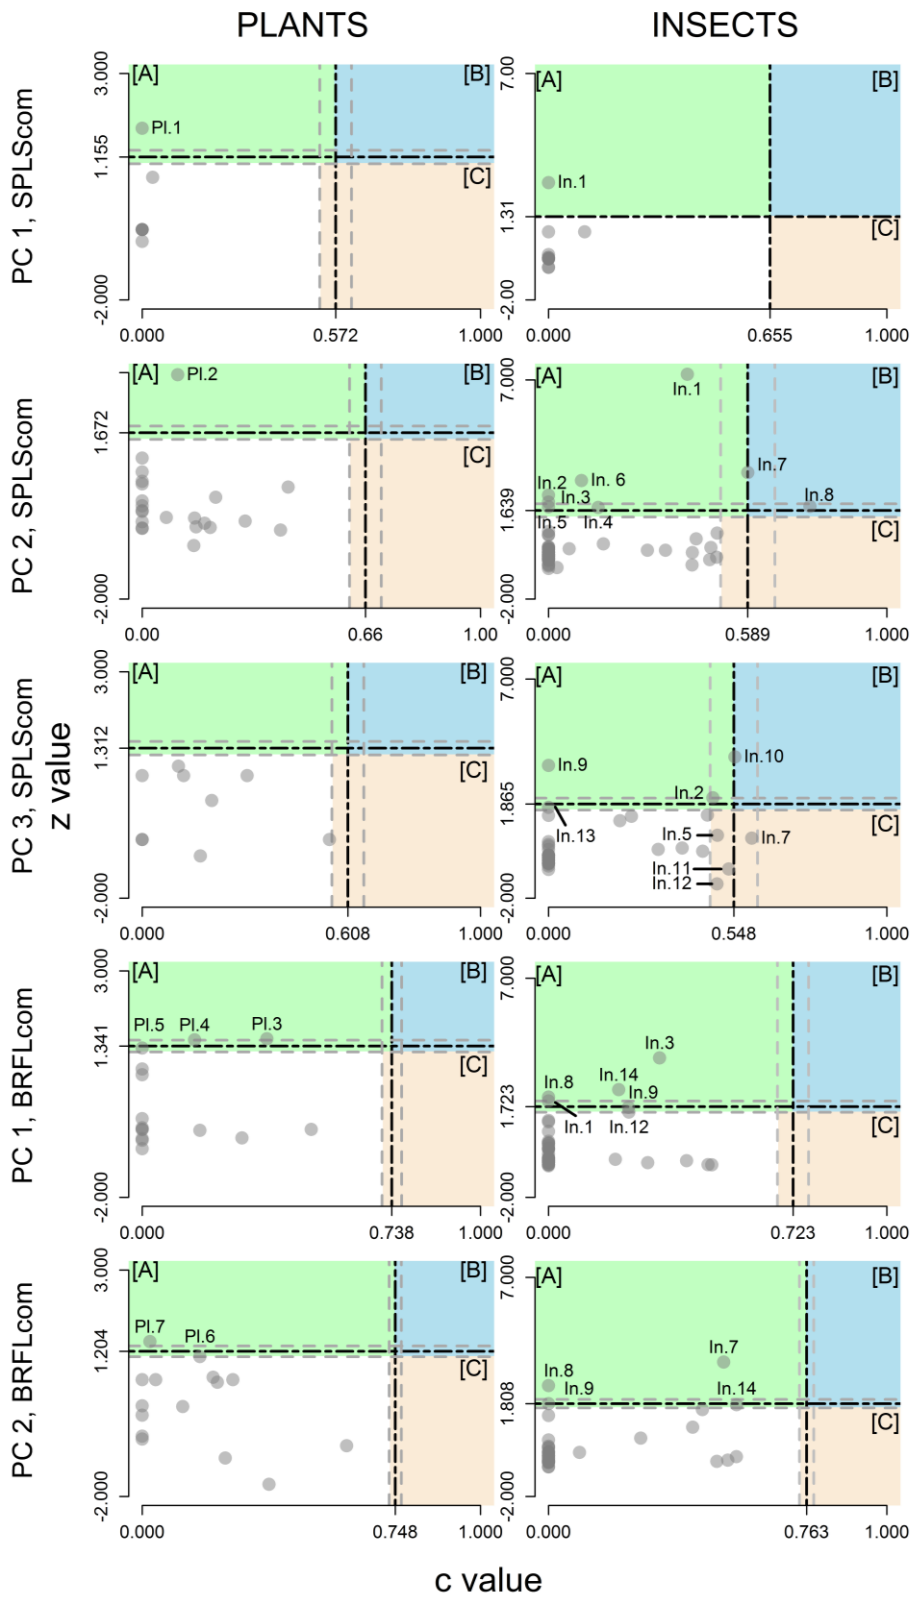 PLANTS
INSECTS
PC 1, SPLScom
3.000
1.155
-2.000
[A]
[B]
[C]
Pl.1
0.000
0.572
1.000
7.00
1.31
-2.00
[A]
[B]
[C]
In.1
0.000
0.655
1.000
PC 2, SPLScom
1.672
-2.000
[A]
[B]
[C]
Pl.2
0.00
0.66
1.00
7.000
1.639
-2.000
[A]
[B]
[C]
In.1
In.7
In.2
In. 6
In.3
In.8
In.5
In.4
0.000
0.589
1.000
PC 3, SPLScom
z value
3.000
1.312
-2.000
[A]
[B]
[C]
0.000
0.608
1.000
7.000
1.865
-2.000
[A]
[B]
[C]
In.9
In.10
In.2
In.13
In.5
In.7
In.11
In.12
0.000
0.548
1.000
PC 1, BRFLcom
3.000
1.341
-2.000
[A]
[B]
[C]
Pl.5
Pl.4
Pl.3
0.000
0.738
1.000
7.000
1.723
-2.000
[A]
[B]
[C]
In.3
In.8
In.14
In.9
In.1
In.12
0.000
0.723
1.000
PC 2, BRFLcom
3.000
1.204
-2.000
[A]
[B]
[C]
Pl.7
Pl.6
0.000
0.748
1.000
7.000
1.808
-2.000
[A]
[B]
[C]
In.7
In.8
In.9
In.14
0.000
0.763
1.000
c value